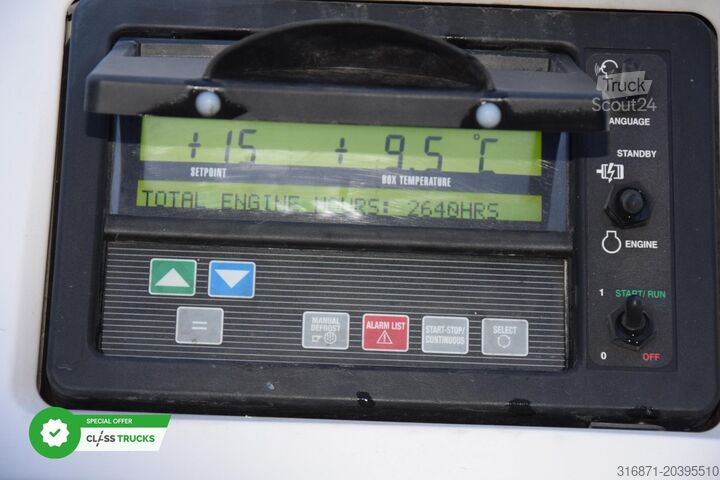 +15 + 9.5 °C
SETPOINT BOX TEMPERATURE
TOTAL ENGINE HOURS: 2640HRS
Truck
Scout24
LANGUAGE
STANDBY
ENGINE
1 START/ RUN
0 OFF
MANUAL
DEFROST
ALARM LIST
START-STOP/
CONTINUOUS
SELECT
=
SPECIAL OFFER
CLASS TRUCKS
316871-20395510